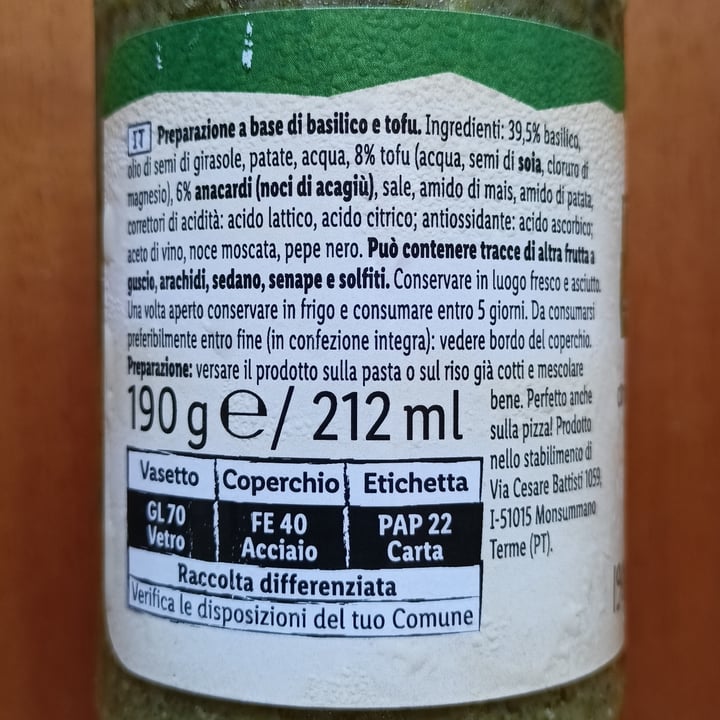 IT Preparazione a base di basilico e tofu. Ingredienti: 39,5% basilico,
olio di semi di girasole, patate, acqua, 8% tofu (acqua, semi di soia, cloruro di
magnesio), 6% anacardi (noci di acagiù), sale, amido di mais, amido di patata,
correttori di acidità: acido lattico, acido citrico; antiossidante: acido ascorbico;
aceto di vino, noce moscata, pepe nero. Può contenere tracce di altra frutta a
guscio, arachidi, sedano, senape e solfiti. Conservare in luogo fresco e asciutto.
Una volta aperto conservare in frigo e consumare entro 5 giorni. Da consumarsi
preferibilmente entro fine (in confezione integra): vedere bordo del coperchio.
Preparazione: versare il prodotto sulla pasta o sul riso già cotti e mescolare
bene. Perfetto anche
sulla pizza! Prodotto
nello stabilimento di
Via Cesare Battisti 1059,
I-51015 Monsummano
Terme (PT).
190 g e / 212 ml
Vasetto Coperchio Etichetta
GL 70 FE 40 PAP 22
Vetro Acciaio Carta
Raccolta differenziata
Verifica le disposizioni del tuo Comune